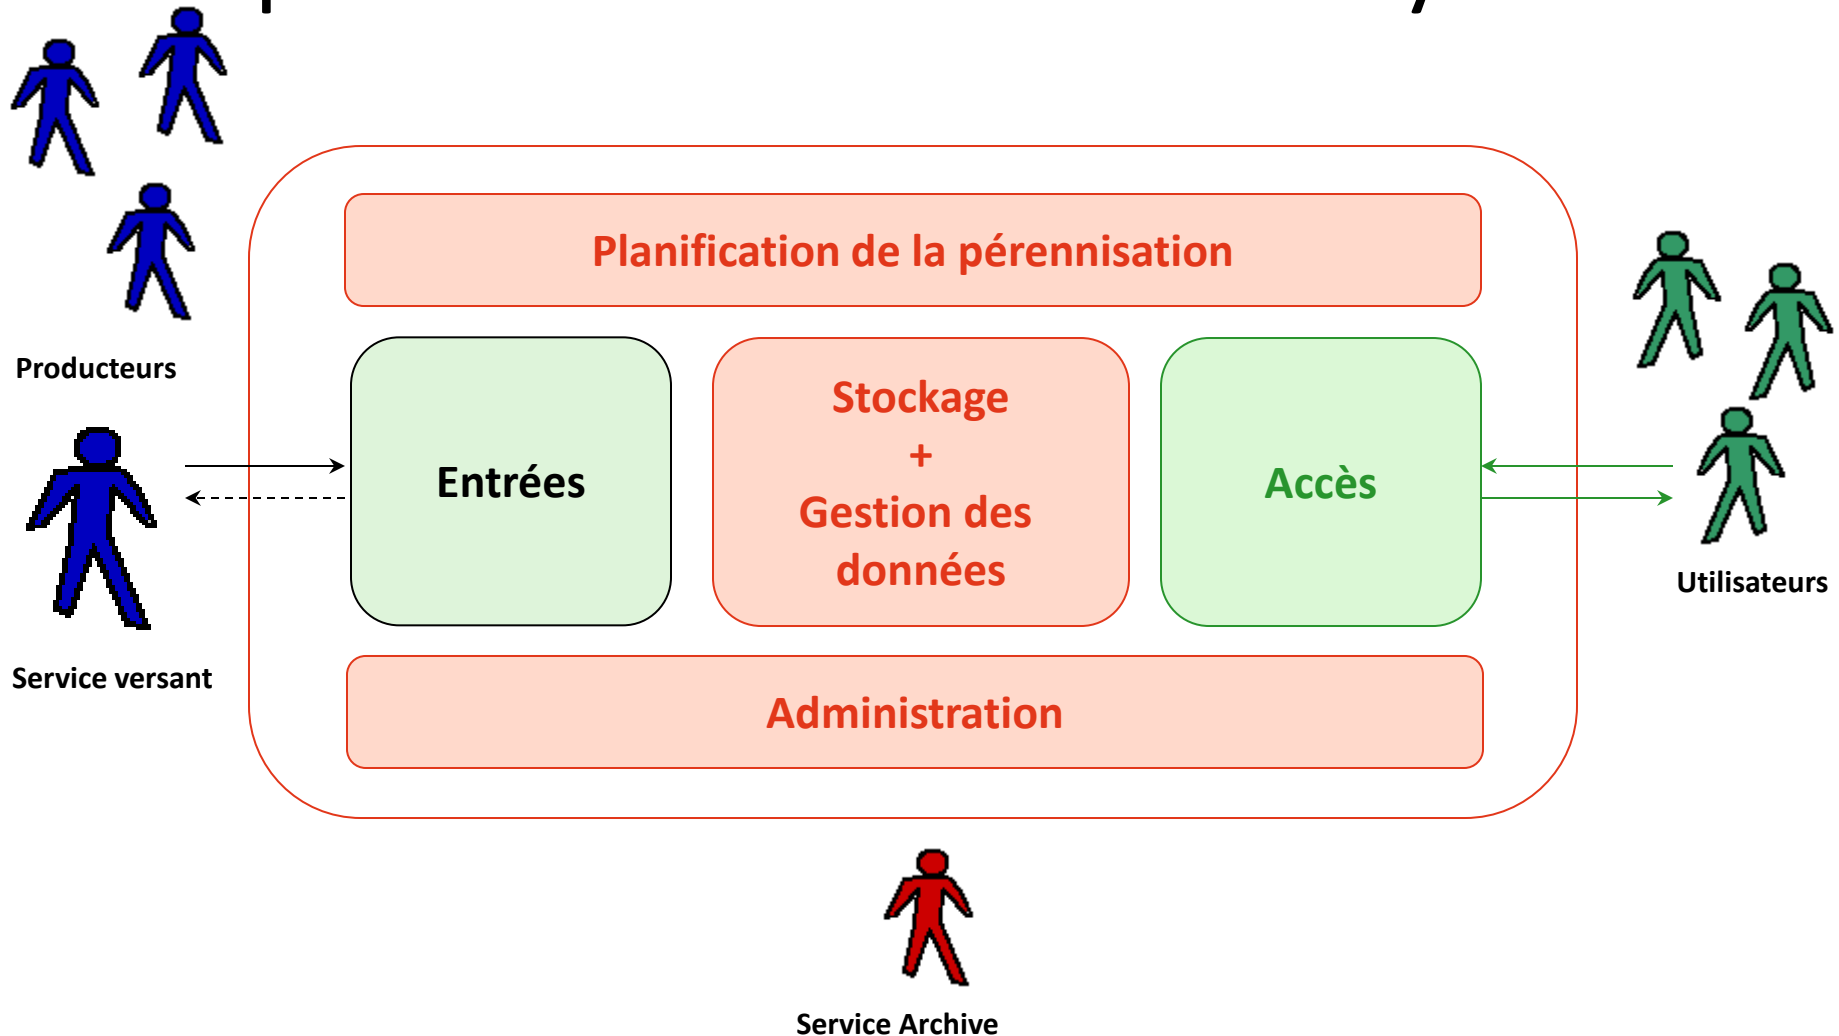 Planification de la pérennisation
Producteurs
Entrées
Stockage
+
Gestion des
données
Accès
Utilisateurs
Service versant
Administration
Service Archive